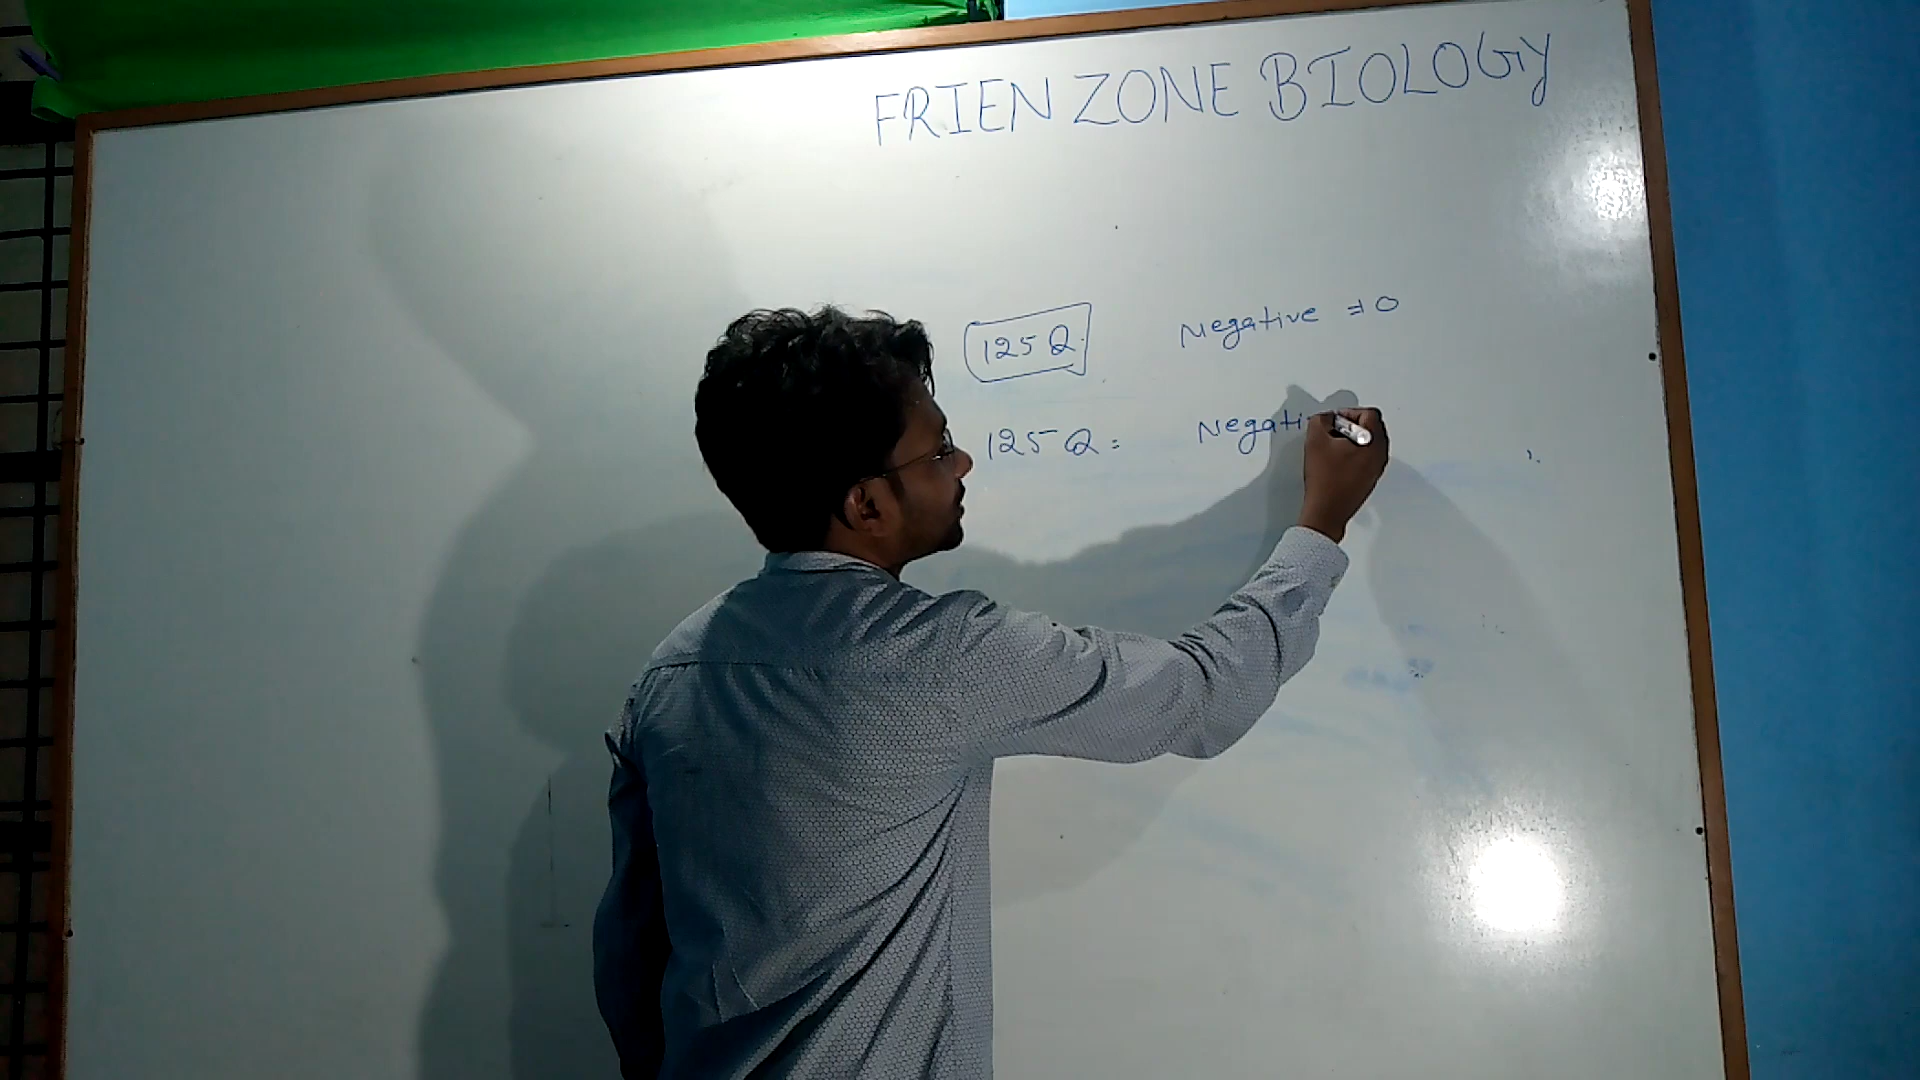 FRIEN ZONE BIOLOGY
125 Q. Negative = 0
125 Q = Negati